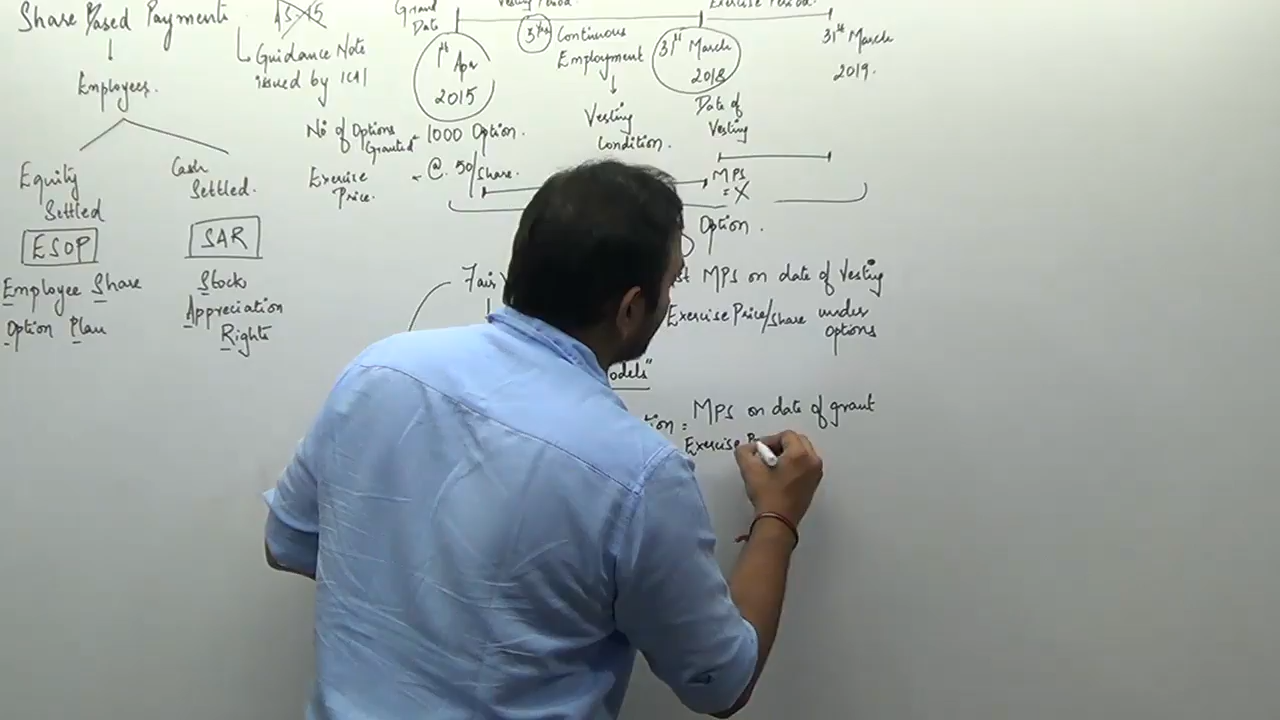 Share Based Payments
AS-15
Guidance Note
issued by ICAI
Employees.
Equity
Settled
ESOP
Employee Share
Option Plan
Cash
Settled.
SAR
Stock
Appreciation
Rights
Grand
Date
1st Apr
2015
Vesting Period.
3 Yrs Continuous
Employment
Vesting
Condition.
Exercise Period.
31st March
2018
Date of
Vesting
31st March
2019.
No of Options
Granted - 1000 Option.
Exercise
Price. - @. 50/share.
MPS
= X
Option.
Fair
MPS on date of Vesting
Exercise Price/share under
options
MPS on date of grant
Exercise